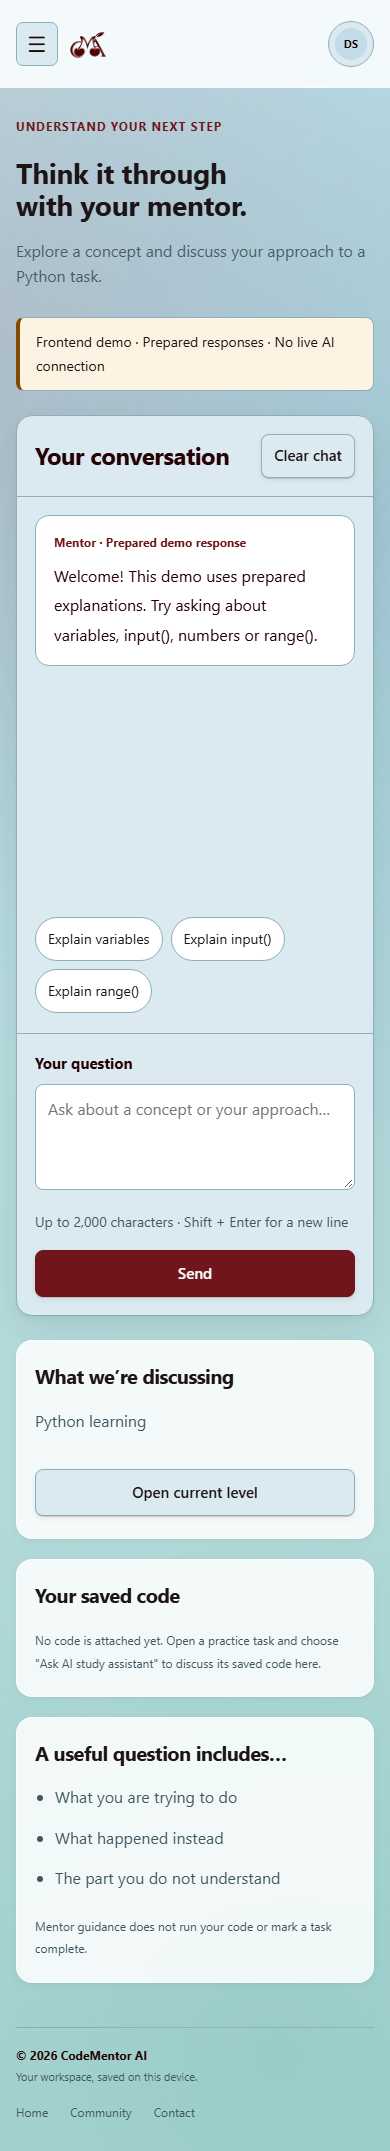 ☰
DS
UNDERSTAND YOUR NEXT STEP
Think it through
with your mentor.
Explore a concept and discuss your approach to a
Python task.
Frontend demo · Prepared responses · No live AI
connection
Your conversation
Clear chat
Mentor · Prepared demo response
Welcome! This demo uses prepared
explanations. Try asking about
variables, input(), numbers or range().
Explain variables
Explain input()
Explain range()
Your question
Ask about a concept or your approach...
Up to 2,000 characters · Shift + Enter for a new line
Send
What we’re discussing
Python learning
Open current level
Your saved code
No code is attached yet. Open a practice task and choose
"Ask AI study assistant" to discuss its saved code here.
A useful question includes...
• What you are trying to do
• What happened instead
• The part you do not understand
Mentor guidance does not run your code or mark a task
complete.
© 2026 CodeMentor AI
Your workspace, saved on this device.
Home
Community
Contact